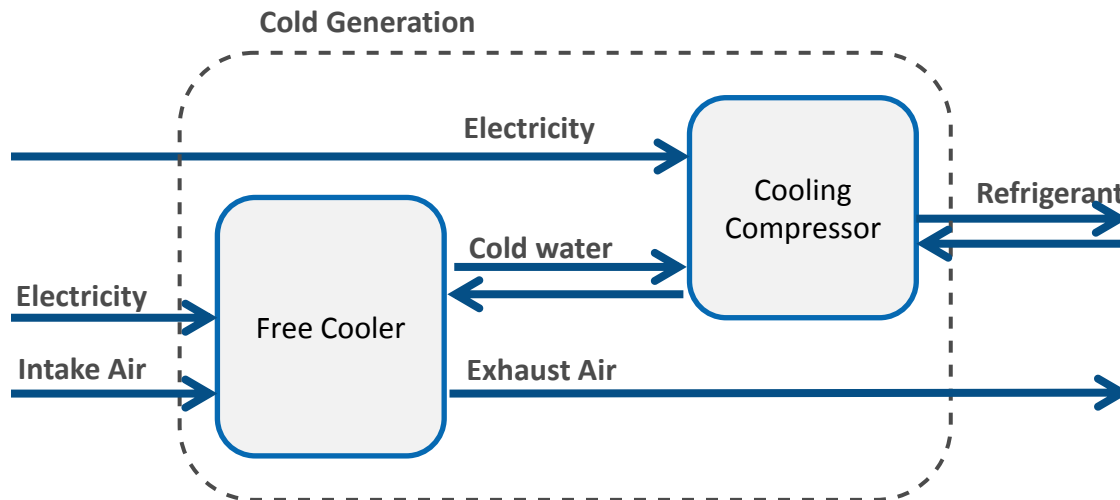 Cold Generation
Electricity
Cooling
Compressor
Refrigerant
Cold water
Electricity
Free Cooler
Intake Air
Exhaust Air